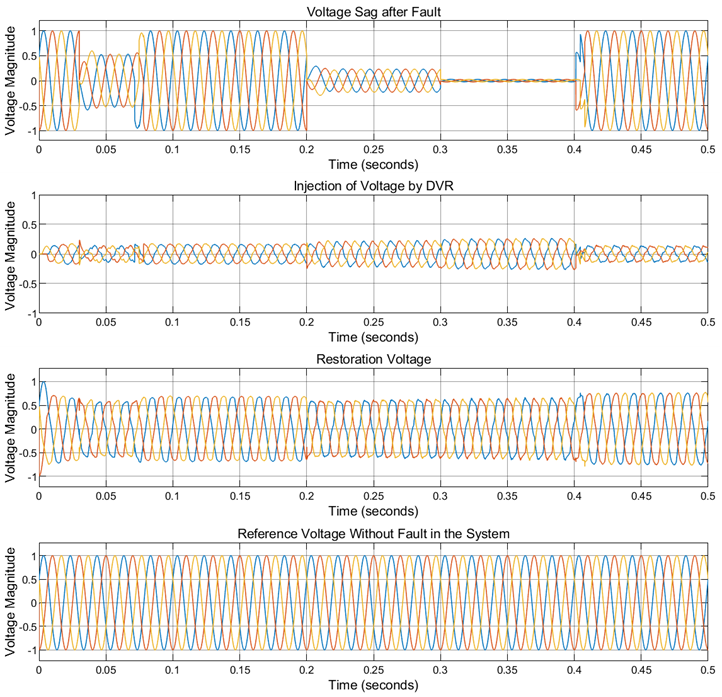 Voltage Sag after Fault
Voltage Magnitude
1
0.5
0
-0.5
-1
0 0.05 0.1 0.15 0.2 0.25 0.3 0.35 0.4 0.45 0.5
Time (seconds)
Injection of Voltage by DVR
Voltage Magnitude
1
0.5
0
-0.5
-1
0 0.05 0.1 0.15 0.2 0.25 0.3 0.35 0.4 0.45 0.5
Time (seconds)
Restoration Voltage
Voltage Magnitude
1
0.5
0
-0.5
-1
0 0.05 0.1 0.15 0.2 0.25 0.3 0.35 0.4 0.45 0.5
Time (seconds)
Reference Voltage Without Fault in the System
Voltage Magnitude
1
0.5
0
-0.5
-1
0 0.05 0.1 0.15 0.2 0.25 0.3 0.35 0.4 0.45 0.5
Time (seconds)